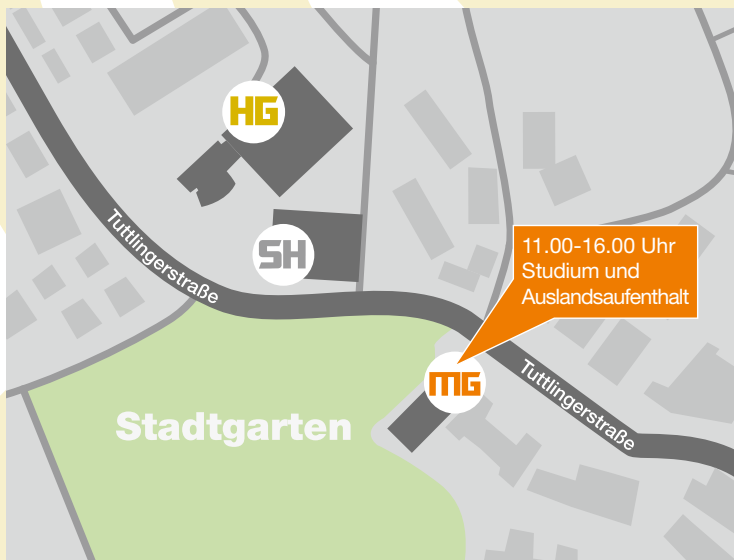 HG
SH
Tuttlingerstraße
11.00-16.00 Uhr
Studium und
Auslandsaufenthalt
MG
Tuttlingerstraße
Stadtgarten